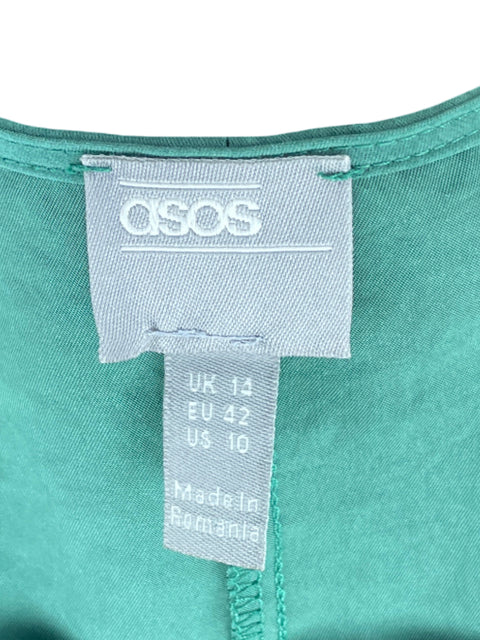 asos
UK 14
EU 42
US 10
Made in
Romania